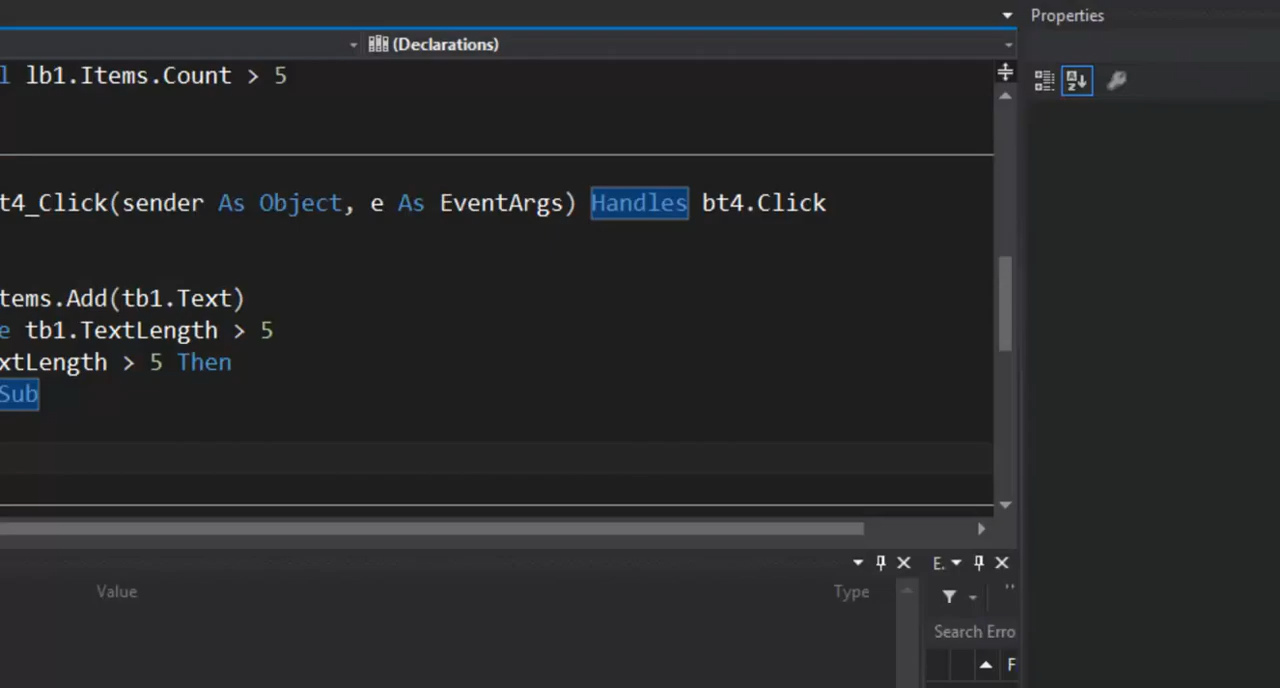 Properties
(Declarations)
l lb1.Items.Count > 5
t4_Click(sender As Object, e As EventArgs) Handles bt4.Click
tems.Add(tb1.Text)
e tb1.TextLength > 5
xtLength > 5 Then
Sub
E.
Value
Type
Search Erro
F